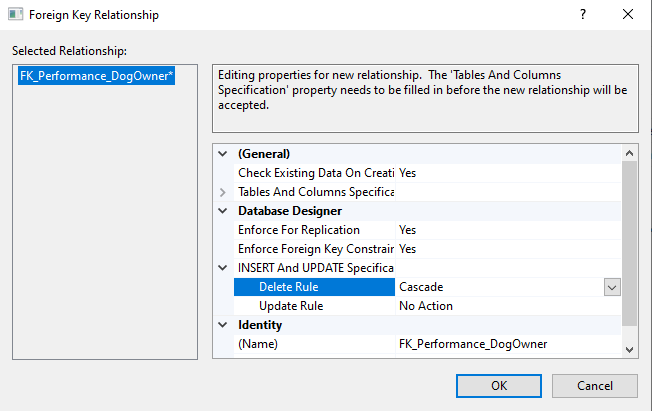 Foreign Key Relationship
Selected Relationship:
FK_Performance_DogOwner*
Editing properties for new relationship. The 'Tables And Columns
Specification' property needs to be filled in before the new relationship will be
accepted.
(General)
Check Existing Data On Creati Yes
Tables And Columns Specifica
Database Designer
Enforce For Replication Yes
Enforce Foreign Key Constrain Yes
INSERT And UPDATE Specifica
Delete Rule Cascade
Update Rule No Action
Identity
(Name) FK_Performance_DogOwner
OK Cancel